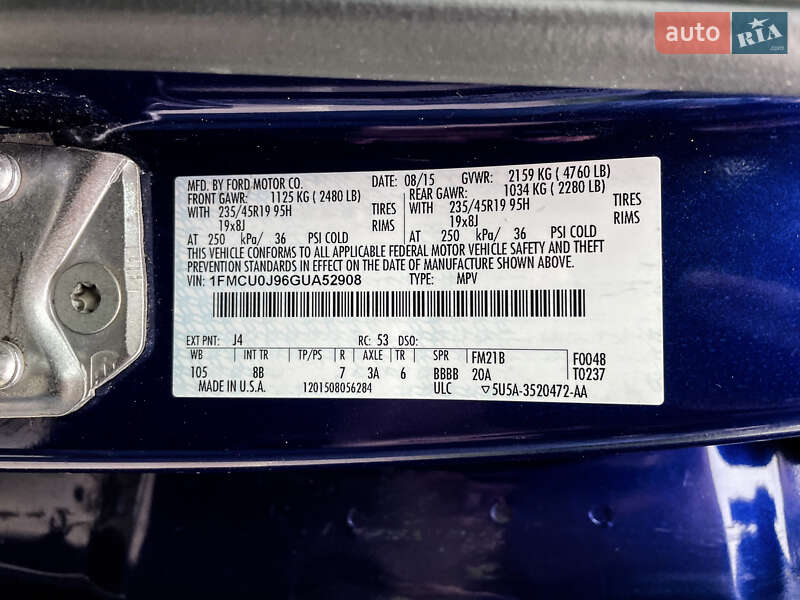 auto RIA
MFD. BY FORD MOTOR CO. DATE: 08/15 GVWR: 2159 KG ( 4760 LB)
FRONT GAWR: 1125 KG ( 2480 LB) REAR GAWR: 1034 KG ( 2280 LB)
WITH 235/45R19 95H TIRES WITH 235/45R19 95H TIRES
19x8J RIMS 19x8J RIMS
AT 250 kPa/ 36 PSI COLD AT 250 kPa/ 36 PSI COLD
THIS VEHICLE CONFORMS TO ALL APPLICABLE FEDERAL MOTOR VEHICLE SAFETY AND THEFT
PREVENTION STANDARDS IN EFFECT ON THE DATE OF MANUFACTURE SHOWN ABOVE.
VIN: 1FMCU0J96GUA52908 TYPE: MPV
EXT PNT: J4 RC: 53 DSO:
WB INT TR TP/PS R AXLE TR SPR FM21B F0048
105 8B 7 3A 6 BBBB 20A T0237
MADE IN U.S.A. 1201508056284 ULC ▽5U5A-3520472-AA